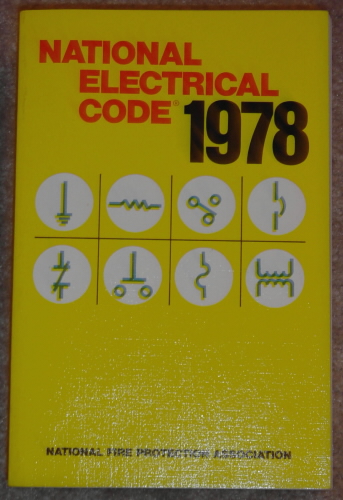 NATIONAL
ELECTRICAL
CODE® 1978
NATIONAL FIRE PROTECTION ASSOCIATION